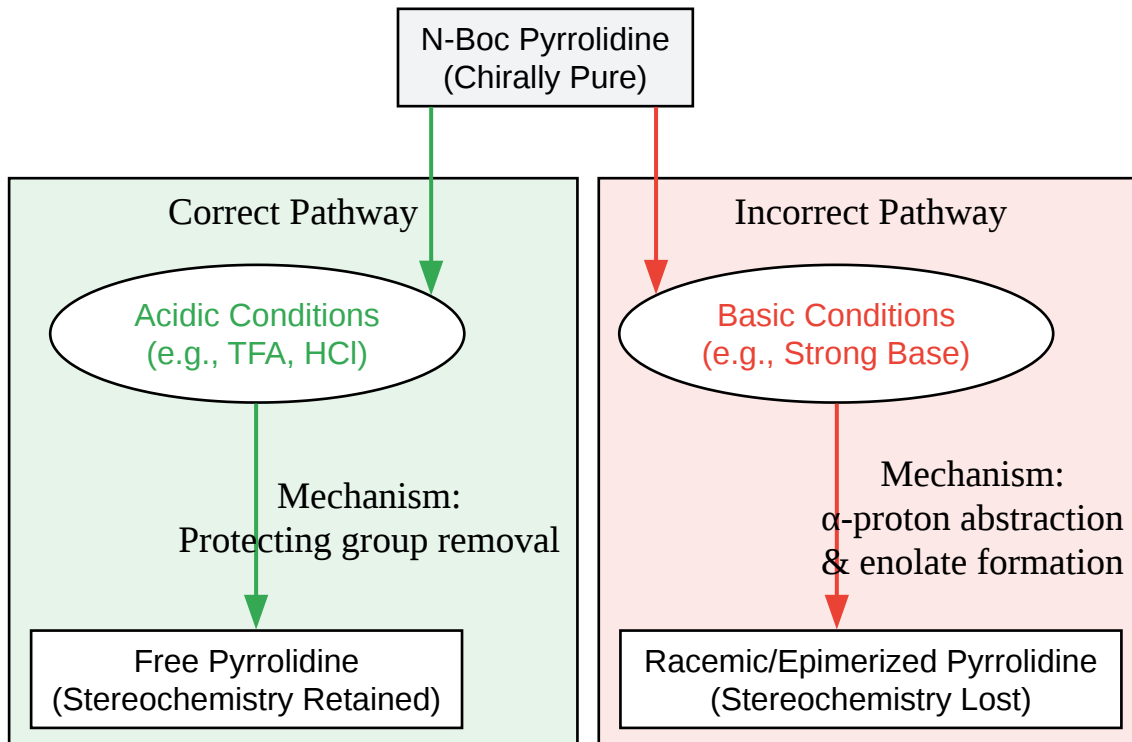 N-Boc Pyrrolidine
(Chirally Pure)
Correct Pathway
Acidic Conditions
(e.g., TFA, HCl)
Mechanism:
Protecting group removal
Free Pyrrolidine
(Stereochemistry Retained)
Incorrect Pathway
Basic Conditions
(e.g., Strong Base)
Mechanism:
α-proton abstraction
& enolate formation
Racemic/Epimerized Pyrrolidine
(Stereochemistry Lost)